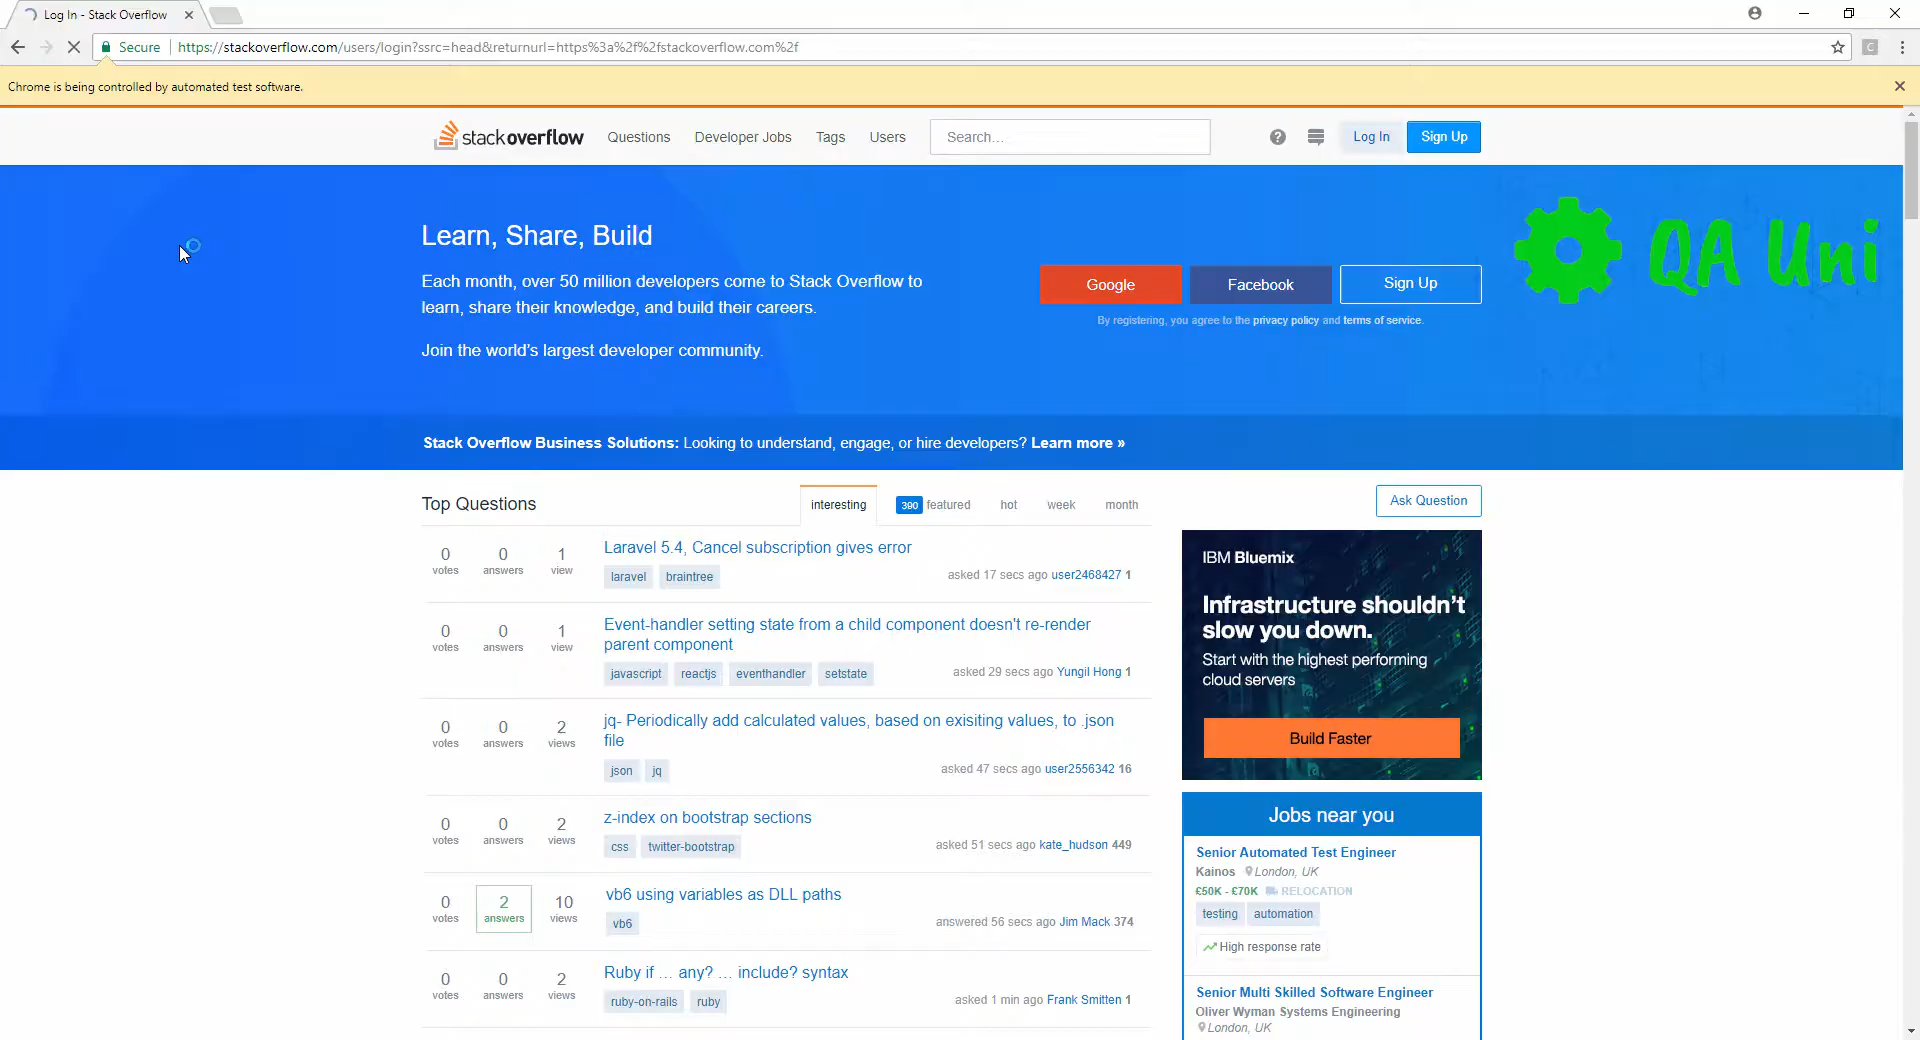 Log In - Stack Overflow
Secure https://stackoverflow.com/users/login?ssrc=head&returnurl=https%3a%2f%2fstackoverflow.com%2f
C
Chrome is being controlled by automated test software.
stackoverflow Questions Developer Jobs Tags Users Search... ? Log In Sign Up
Learn, Share, Build
Each month, over 50 million developers come to Stack Overflow to
learn, share their knowledge, and build their careers.
Join the world's largest developer community.
Google Facebook Sign Up
By registering, you agree to the privacy policy and terms of service.
QA Uni
Stack Overflow Business Solutions: Looking to understand, engage, or hire developers? Learn more »
Top Questions interesting 390 featured hot week month
Ask Question
0 votes 0 answers 1 view
Laravel 5.4, Cancel subscription gives error
laravel braintree
asked 17 secs ago user2468427 1
0 votes 0 answers 1 view
Event-handler setting state from a child component doesn't re-render
parent component
javascript reactjs eventhandler setstate
asked 29 secs ago Yungil Hong 1
0 votes 0 answers 2 views
jq- Periodically add calculated values, based on exisiting values, to .json
file
json jq
asked 47 secs ago user2556342 16
0 votes 0 answers 2 views
z-index on bootstrap sections
css twitter-bootstrap
asked 51 secs ago kate_hudson 449
0 votes 2 answers 10 views
vb6 using variables as DLL paths
vb6
answered 56 secs ago Jim Mack 374
0 votes 0 answers 2 views
Ruby if ... any? ... include? syntax
ruby-on-rails ruby
asked 1 min ago Frank Smitten 1
IBM Bluemix
Infrastructure shouldn't
slow you down.
Start with the highest performing
cloud servers
Build Faster
Jobs near you
Senior Automated Test Engineer
Kainos London, UK
£50K - £70K RELOCATION
testing automation
High response rate
Senior Multi Skilled Software Engineer
Oliver Wyman Systems Engineering
London, UK